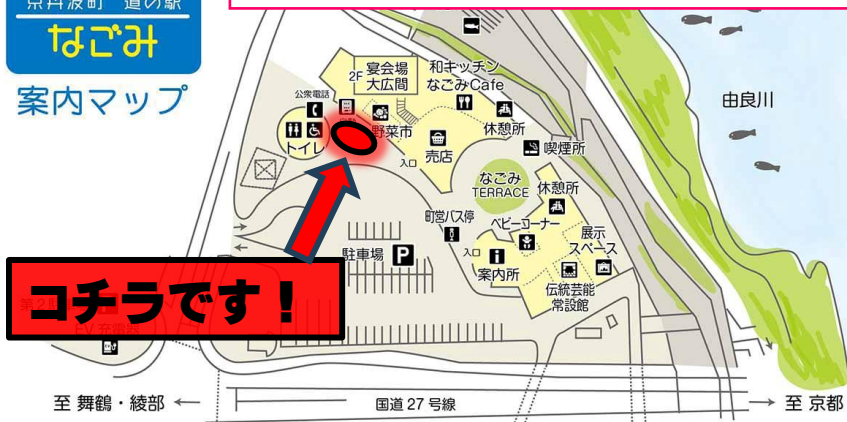 京丹波町 道の駅
なごみ
案内マップ
2F
宴会場
大広間
和キッチン
なごみCafe
公衆電話
トイレ
野菜市
入口
売店
休憩所
喫煙所
なごみ
TERRACE
休憩所
町営バス停
ベビーコーナー
展示
スペース
駐車場
P
入口
案内所
伝統芸能
常設館
由良川
コチラです！
EV 充電器
至 舞鶴・綾部 ←
国道 27 号線
→ 至 京都